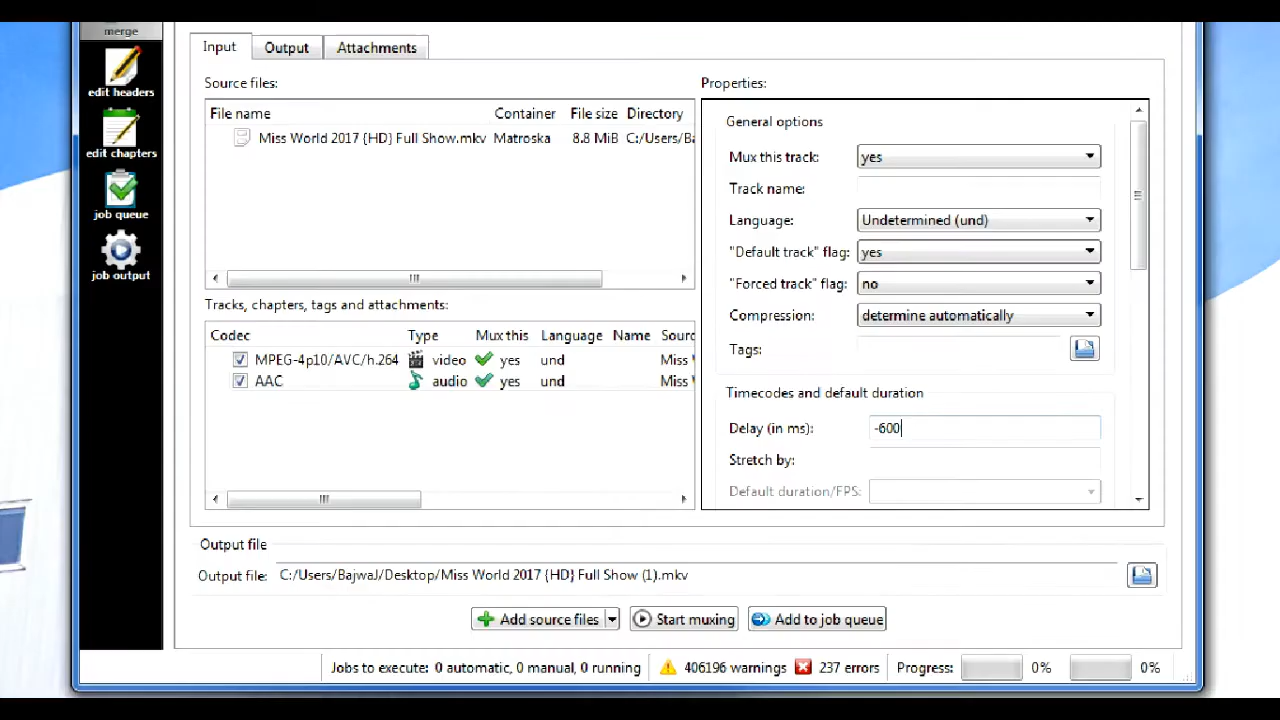 merge
edit headers
edit chapters
job queue
job output
Input Output Attachments
Source files:
File name Container File size Directory
Miss World 2017 {HD} Full Show.mkv Matroska 8.8 MiB C:/Users/Ba
Tracks, chapters, tags and attachments:
Codec Type Mux this Language Name Sourc
MPEG-4p10/AVC/h.264 video yes und Miss V
AAC audio yes und Miss V
Properties:
General options
Mux this track: yes
Track name:
Language: Undetermined (und)
"Default track" flag: yes
"Forced track" flag: no
Compression: determine automatically
Tags:
Timecodes and default duration
Delay (in ms): -600
Stretch by:
Default duration/FPS:
Output file
Output file: C:/Users/BajwaJ/Desktop/Miss World 2017 {HD} Full Show (1).mkv
Add source files Start muxing Add to job queue
Jobs to execute: 0 automatic, 0 manual, 0 running 406196 warnings 237 errors Progress: 0% 0%